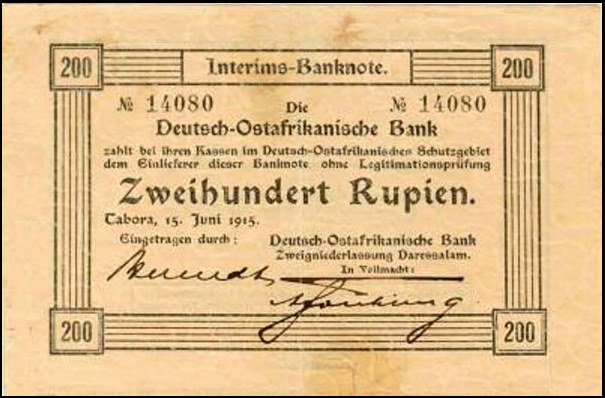 200 Interims-Banknote. 200
№ 14080 Die № 14080
Deutsch-Ostafrikanische Bank
zahlt bei ihren Kassen im Deutsch-Ostafrikanischen Schutzgebiet
dem Einlieferer dieser Banknote ohne Legitimationsprüfung
Zweihundert Rupien.
Tabora, 15. Juni 1915.
Eingetragen durch: Deutsch-Ostafrikanische Bank
Zweigniederlassung Daressalam.
In Vollmacht:
200 200